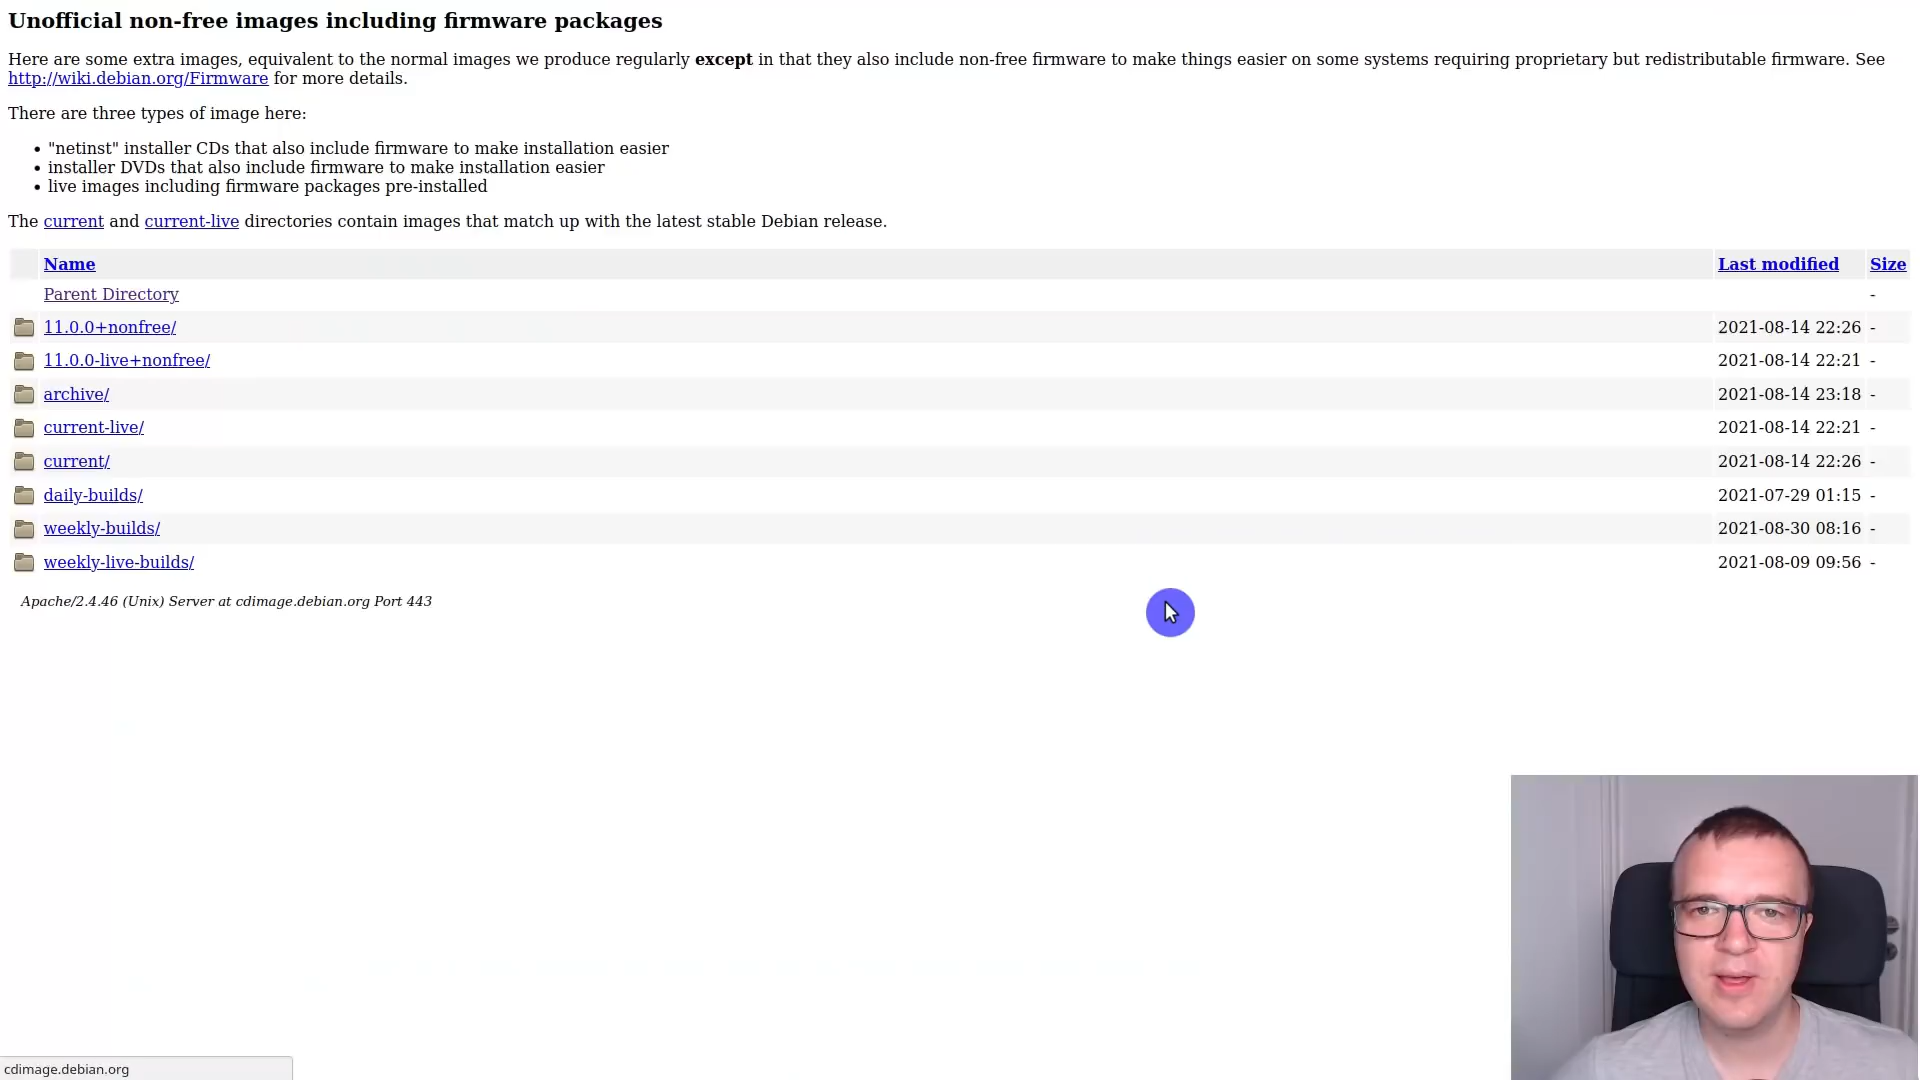 Unofficial non-free images including firmware packages
Here are some extra images, equivalent to the normal images we produce regularly except in that they also include non-free firmware to make things easier on some systems requiring proprietary but redistributable firmware. See
http://wiki.debian.org/Firmware for more details.
There are three types of image here:
• "netinst" installer CDs that also include firmware to make installation easier
• installer DVDs that also include firmware to make installation easier
• live images including firmware packages pre-installed
The current and current-live directories contain images that match up with the latest stable Debian release.
Name Last modified Size
Parent Directory -
11.0.0+nonfree/ 2021-08-14 22:26 -
11.0.0-live+nonfree/ 2021-08-14 22:21 -
archive/ 2021-08-14 23:18 -
current-live/ 2021-08-14 22:21 -
current/ 2021-08-14 22:26 -
daily-builds/ 2021-07-29 01:15 -
weekly-builds/ 2021-08-30 08:16 -
weekly-live-builds/ 2021-08-09 09:56 -
Apache/2.4.46 (Unix) Server at cdimage.debian.org Port 443
cdimage.debian.org